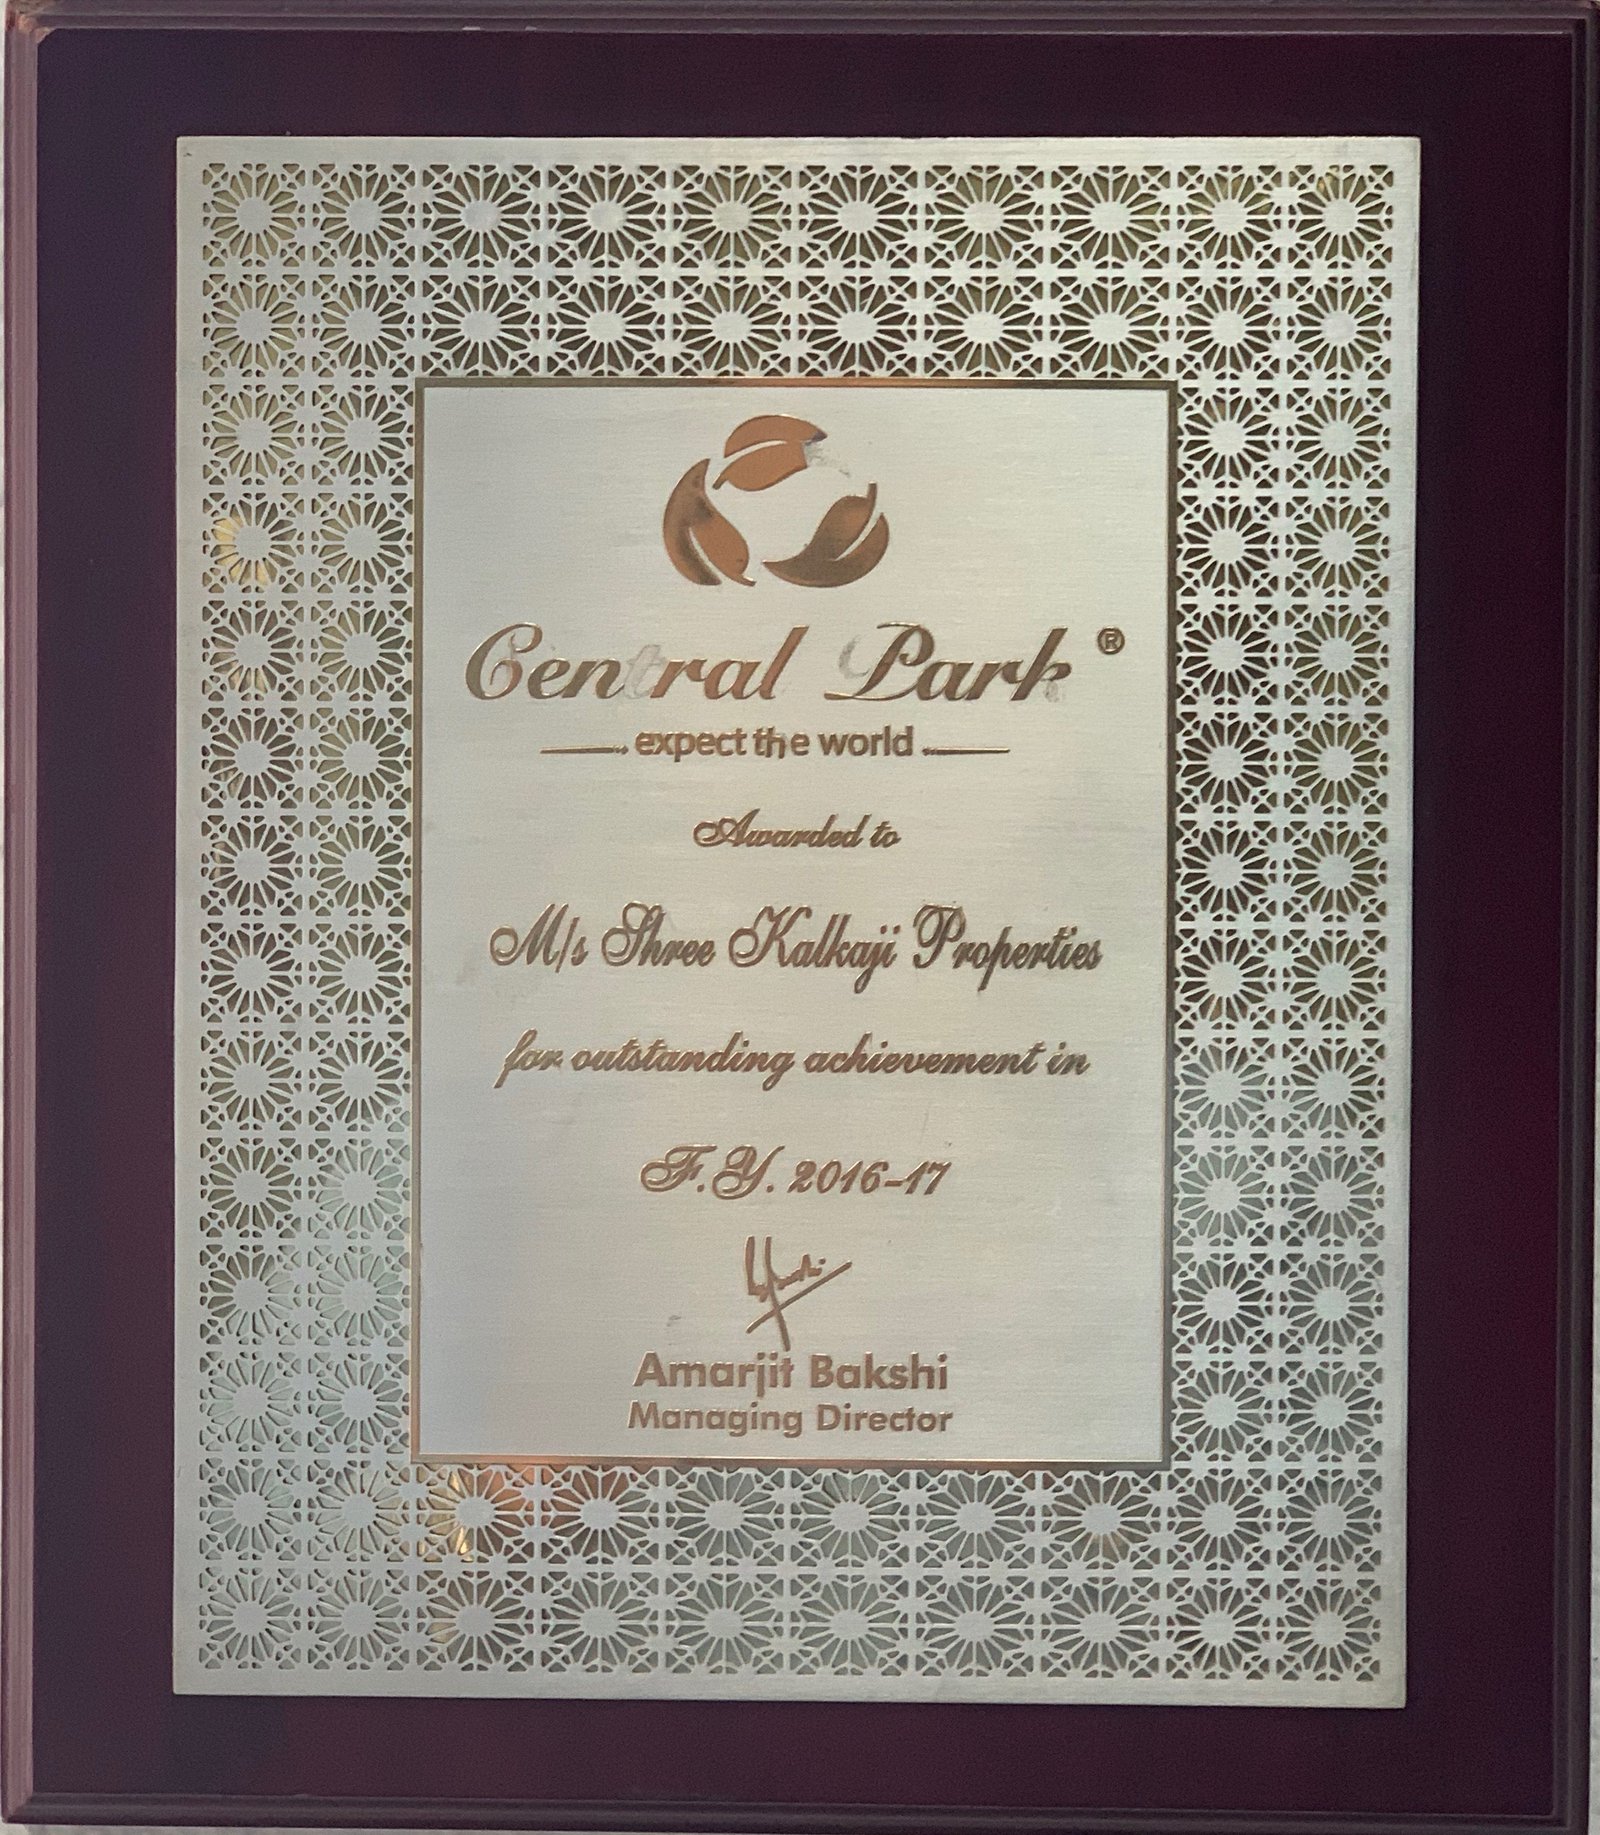 Central Park ®
expect the world
Awarded to
M/s Shree Kalkaji Properties
for outstanding achievement in
F.Y. 2016-17
Amarjit Bakshi
Managing Director